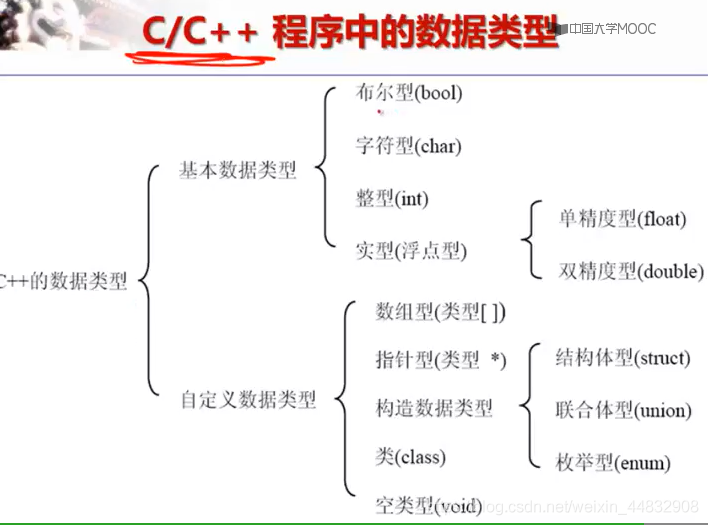 C/C++ 程序中的数据类型
中国大学MOOC
布尔型(bool)
字符型(char)
基本数据类型
整型(int)
单精度型(float)
实型(浮点型)
双精度型(double)
C++的数据类型
数组型(类型[ ])
指针型(类型 *)
结构体型(struct)
自定义数据类型
构造数据类型
联合体型(union)
类(class)
枚举型(enum)
空类型(void)
log.csdn.net/weixin_44832908